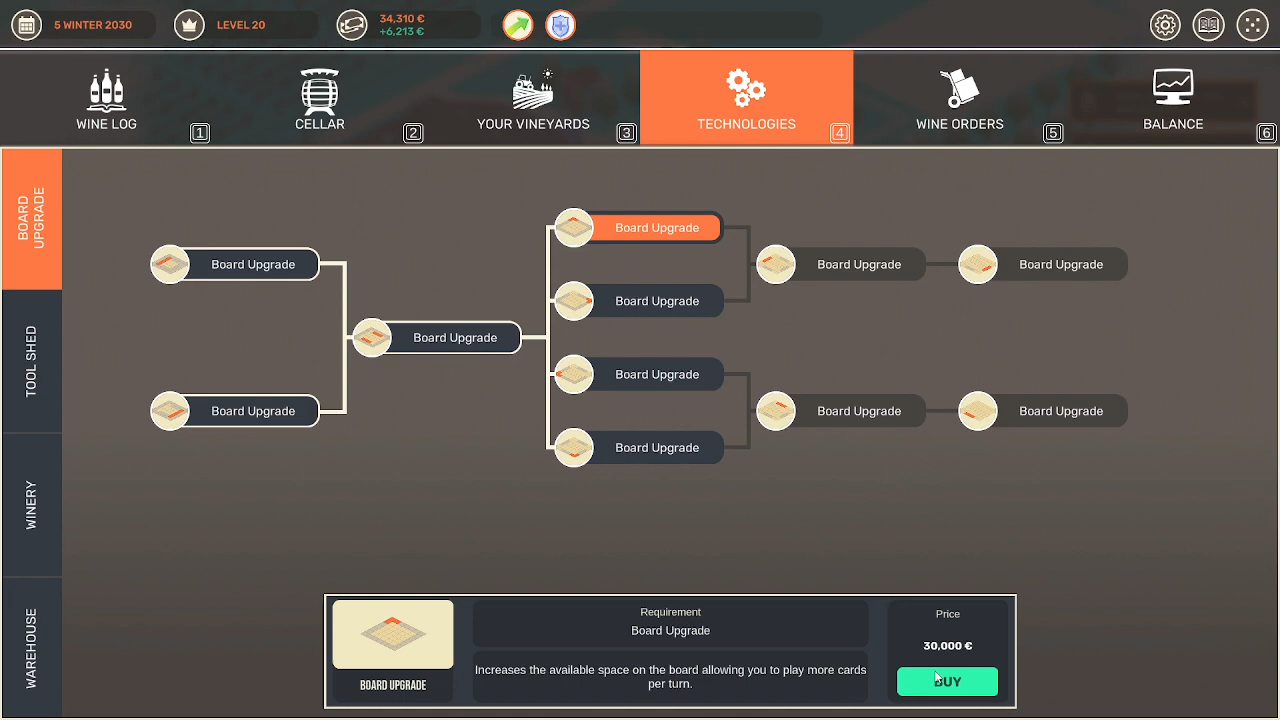 5 WINTER 2030
LEVEL 20
34,310 €
+6,213 €
WINE LOG
1
CELLAR
2
YOUR VINEYARDS
3
TECHNOLOGIES
4
WINE ORDERS
5
BALANCE
6
BOARD
UPGRADE
TOOL SHED
WINERY
WAREHOUSE
Board Upgrade
Board Upgrade
Board Upgrade
Board Upgrade
Board Upgrade
Board Upgrade
Board Upgrade
Board Upgrade
Board Upgrade
Board Upgrade
Board Upgrade
BOARD UPGRADE
Requirement
Board Upgrade
Increases the available space on the board allowing you to play more cards
per turn.
Price
30,000 €
BUY